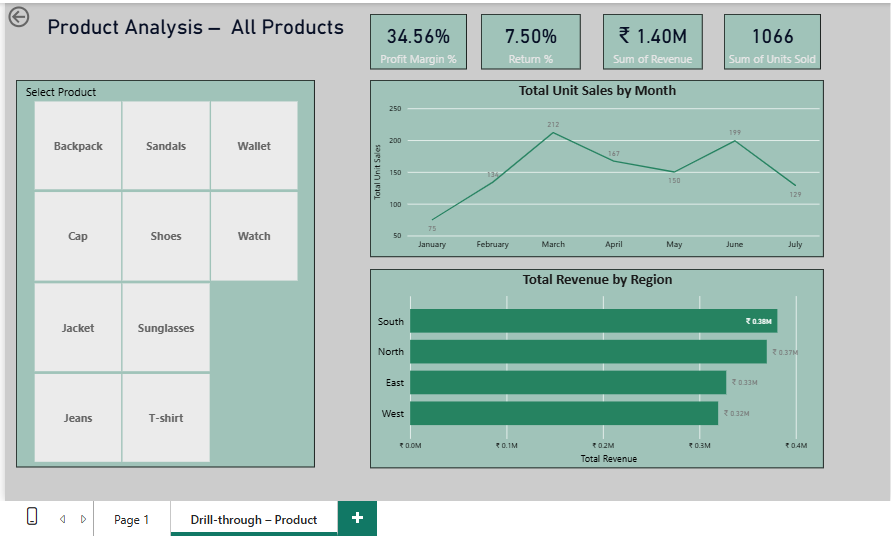 Product Analysis – All Products
34.56%
Profit Margin %
7.50%
Return %
₹ 1.40M
Sum of Revenue
1066
Sum of Units Sold
Select Product
Backpack
Sandals
Wallet
Cap
Shoes
Watch
Jacket
Sunglasses
Jeans
T-shirt
Total Unit Sales by Month
Total Unit Sales
250
200
150
100
50
75
134
212
167
150
199
129
January
February
March
April
May
June
July
Total Revenue by Region
South
₹ 0.38M
North
₹ 0.37M
East
₹ 0.33M
West
₹ 0.32M
₹ 0.0M
₹ 0.1M
₹ 0.2M
₹ 0.3M
₹ 0.4M
Total Revenue
Page 1
Drill-through – Product
+